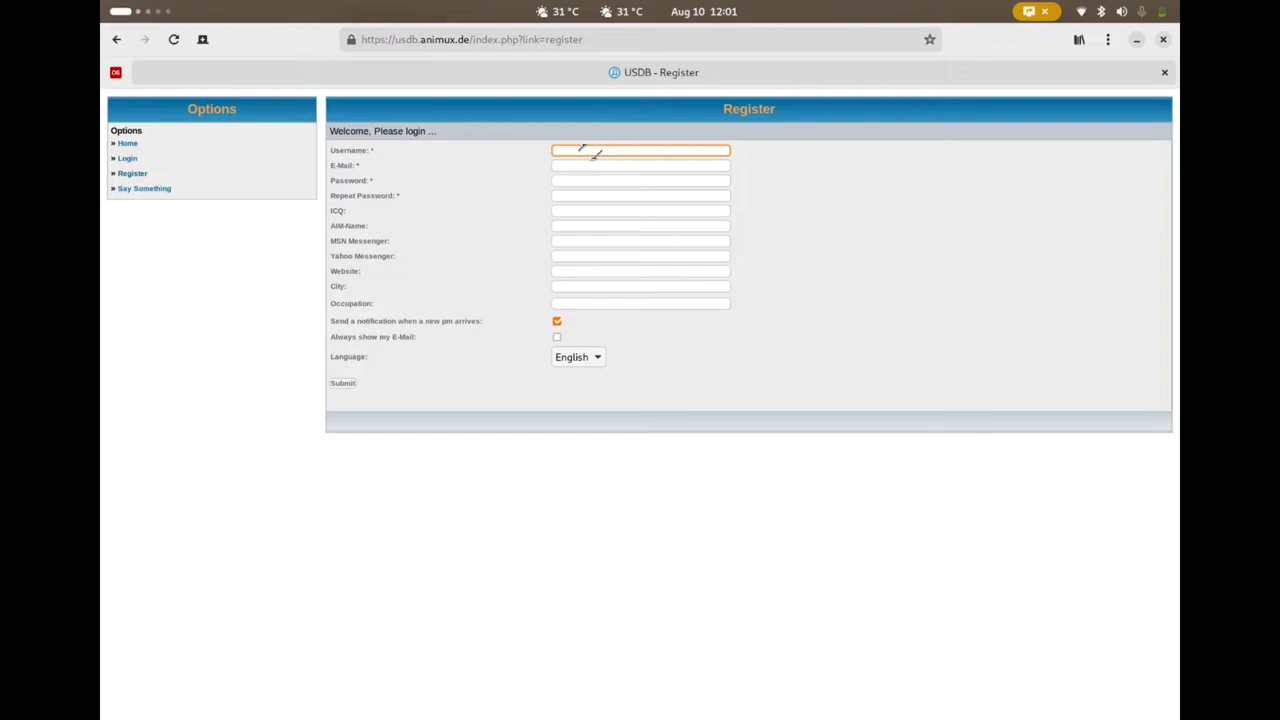 31 °C 31 °C Aug 10 12:01
https://usdb.animux.de/index.php?link=register
USDB - Register
Options
Options
» Home
» Login
» Register
» Say Something
Register
Welcome, Please login ...
Username: *
E-Mail: *
Password: *
Repeat Password: *
ICQ:
AIM-Name:
MSN Messenger:
Yahoo Messenger:
Website:
City:
Occupation:
Send a notification when a new pm arrives:
Always show my E-Mail:
Language: English
Submit